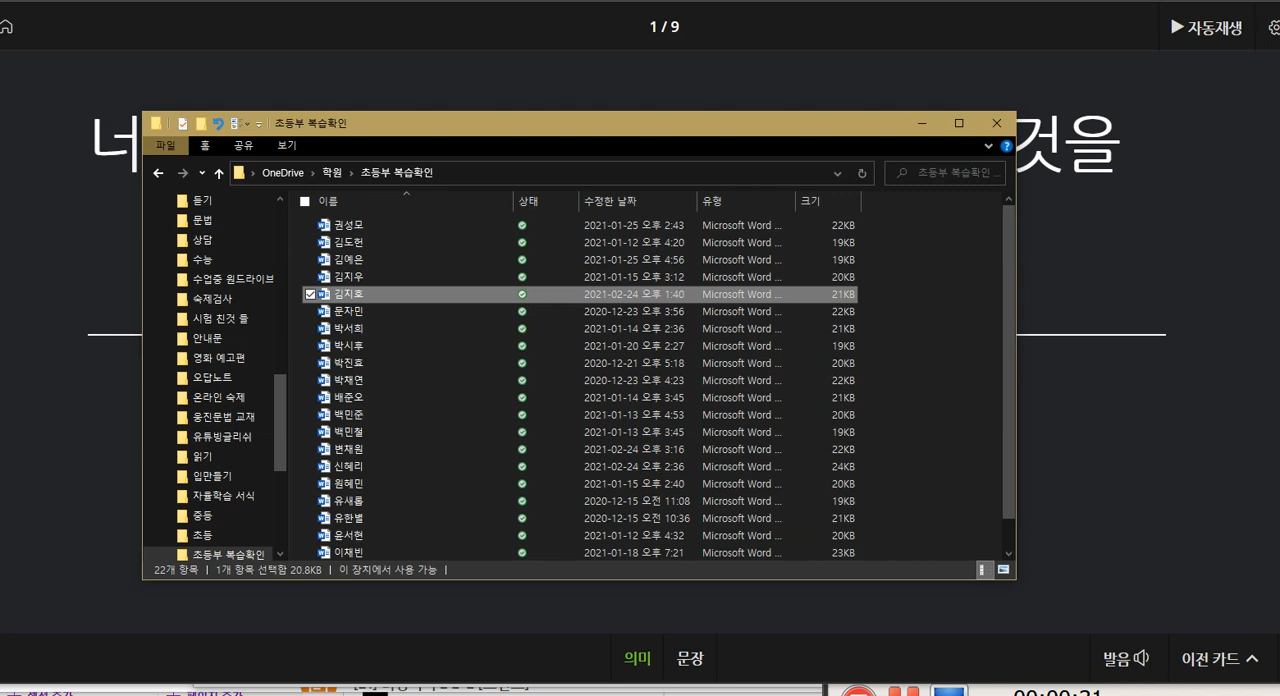 1 / 9
자동재생
너
것을
초등부 복습확인
파일 홈 공유 보기
OneDrive 학원 초등부 복습확인
초등부 복습확인 ...
듣기
문법
상담
수능
수업중 원드라이브
숙제검사
시험 친것 들
안내문
영화 예고편
오답노트
온라인 숙제
웅진문법 교재
유튜빙글리쉬
읽기
입만들기
자율학습 서식
중등
초등
초등부 복습확인
이름 상태 수정한 날짜 유형 크기
권성모 2021-01-25 오후 2:43 Microsoft Word ... 22KB
김도헌 2021-01-12 오후 4:20 Microsoft Word ... 19KB
김예은 2021-01-25 오후 4:56 Microsoft Word ... 19KB
김지우 2021-01-15 오후 3:12 Microsoft Word ... 20KB
김지호 2021-02-24 오후 1:40 Microsoft Word ... 21KB
문자민 2020-12-23 오후 3:56 Microsoft Word ... 22KB
박서희 2021-01-14 오후 2:36 Microsoft Word ... 21KB
박시후 2021-01-20 오후 2:27 Microsoft Word ... 19KB
박진효 2020-12-21 오후 5:18 Microsoft Word ... 20KB
박채연 2020-12-23 오후 4:23 Microsoft Word ... 22KB
배준오 2021-01-14 오후 3:45 Microsoft Word ... 21KB
백민준 2021-01-13 오후 4:53 Microsoft Word ... 20KB
백민철 2021-01-13 오후 3:45 Microsoft Word ... 19KB
변재원 2021-02-24 오후 3:16 Microsoft Word ... 22KB
신혜리 2021-02-24 오후 2:36 Microsoft Word ... 24KB
원혜민 2021-01-15 오후 2:40 Microsoft Word ... 20KB
유새롬 2020-12-15 오전 11:08 Microsoft Word ... 19KB
유한별 2020-12-15 오전 10:36 Microsoft Word ... 21KB
윤서현 2021-01-12 오후 4:32 Microsoft Word ... 20KB
이채빈 2021-01-18 오후 7:21 Microsoft Word ... 23KB
22개 항목 | 1개 항목 선택함 20.8KB | 이 장치에서 사용 가능 |
의미 문장
발음 이전 카드